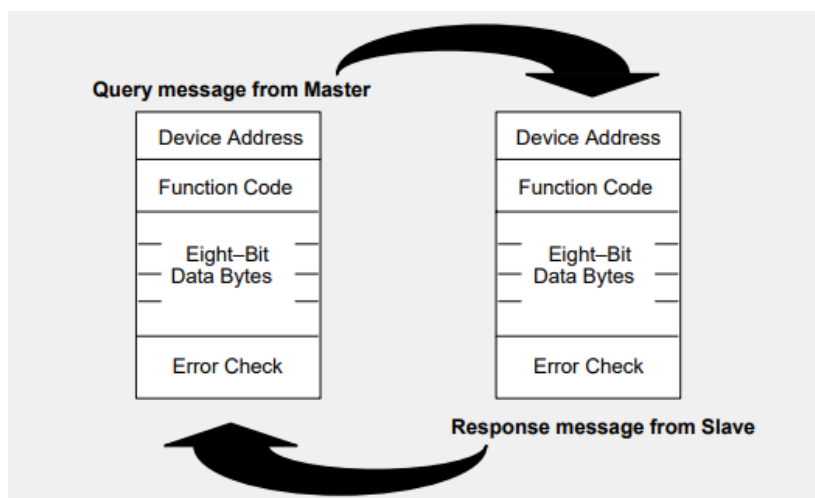 Query message from Master
Device Address
Function Code
Eight–Bit
Data Bytes
Error Check
Device Address
Function Code
Eight–Bit
Data Bytes
Error Check
Response message from Slave